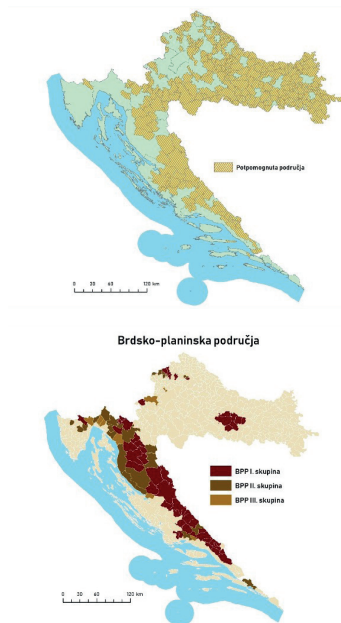 Potpomognuta područja
0 30 60 120 km
Brdsko-planinska područja
BPP I. skupina
BPP II. skupina
BPP III. skupina
0 30 60 120 km